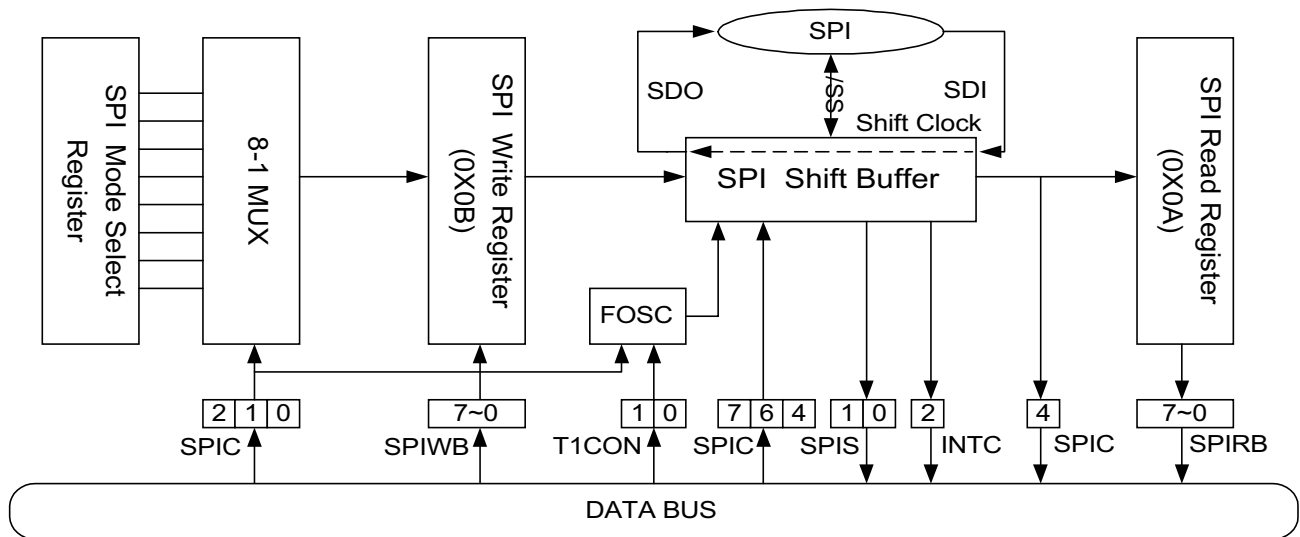 SPI
SDO
/SS
SDI
Shift Clock
SPI Mode Select
Register
8-1 MUX
SPI Write Register
(0X0B)
SPI Shift Buffer
SPI Read Register
(0X0A)
FOSC
2 1 0
7~0
1 0
7 6 4
1 0
2
4
7~0
SPIC
SPIWB
T1CON
SPIC
SPIS
INTC
SPIC
SPIRB
DATA BUS